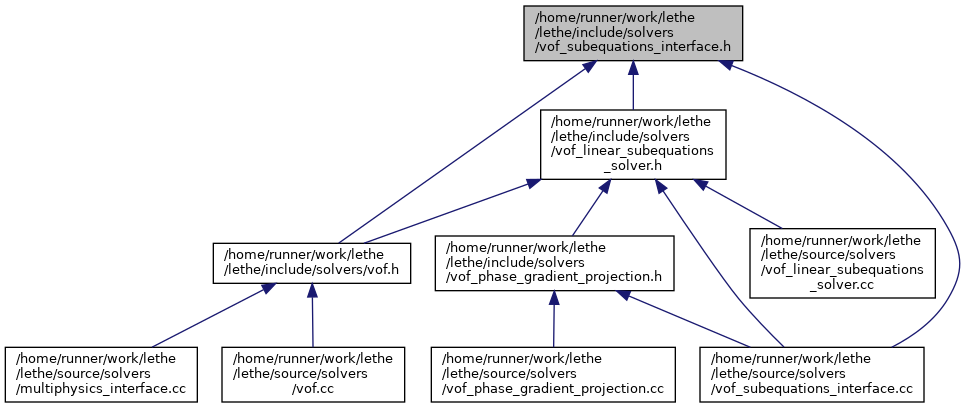 /home/runner/work/lethe
/lethe/include/solvers
/vof_subequations_interface.h
/home/runner/work/lethe
/lethe/include/solvers
/vof_linear_subequations
_solver.h
/home/runner/work/lethe
/lethe/include/solvers/vof.h
/home/runner/work/lethe
/lethe/include/solvers
/vof_phase_gradient_projection.h
/home/runner/work/lethe
/lethe/source/solvers
/vof_linear_subequations
_solver.cc
/home/runner/work/lethe
/lethe/source/solvers
/multiphysics_interface.cc
/home/runner/work/lethe
/lethe/source/solvers
/vof.cc
/home/runner/work/lethe
/lethe/source/solvers
/vof_phase_gradient_projection.cc
/home/runner/work/lethe
/lethe/source/solvers
/vof_subequations_interface.cc